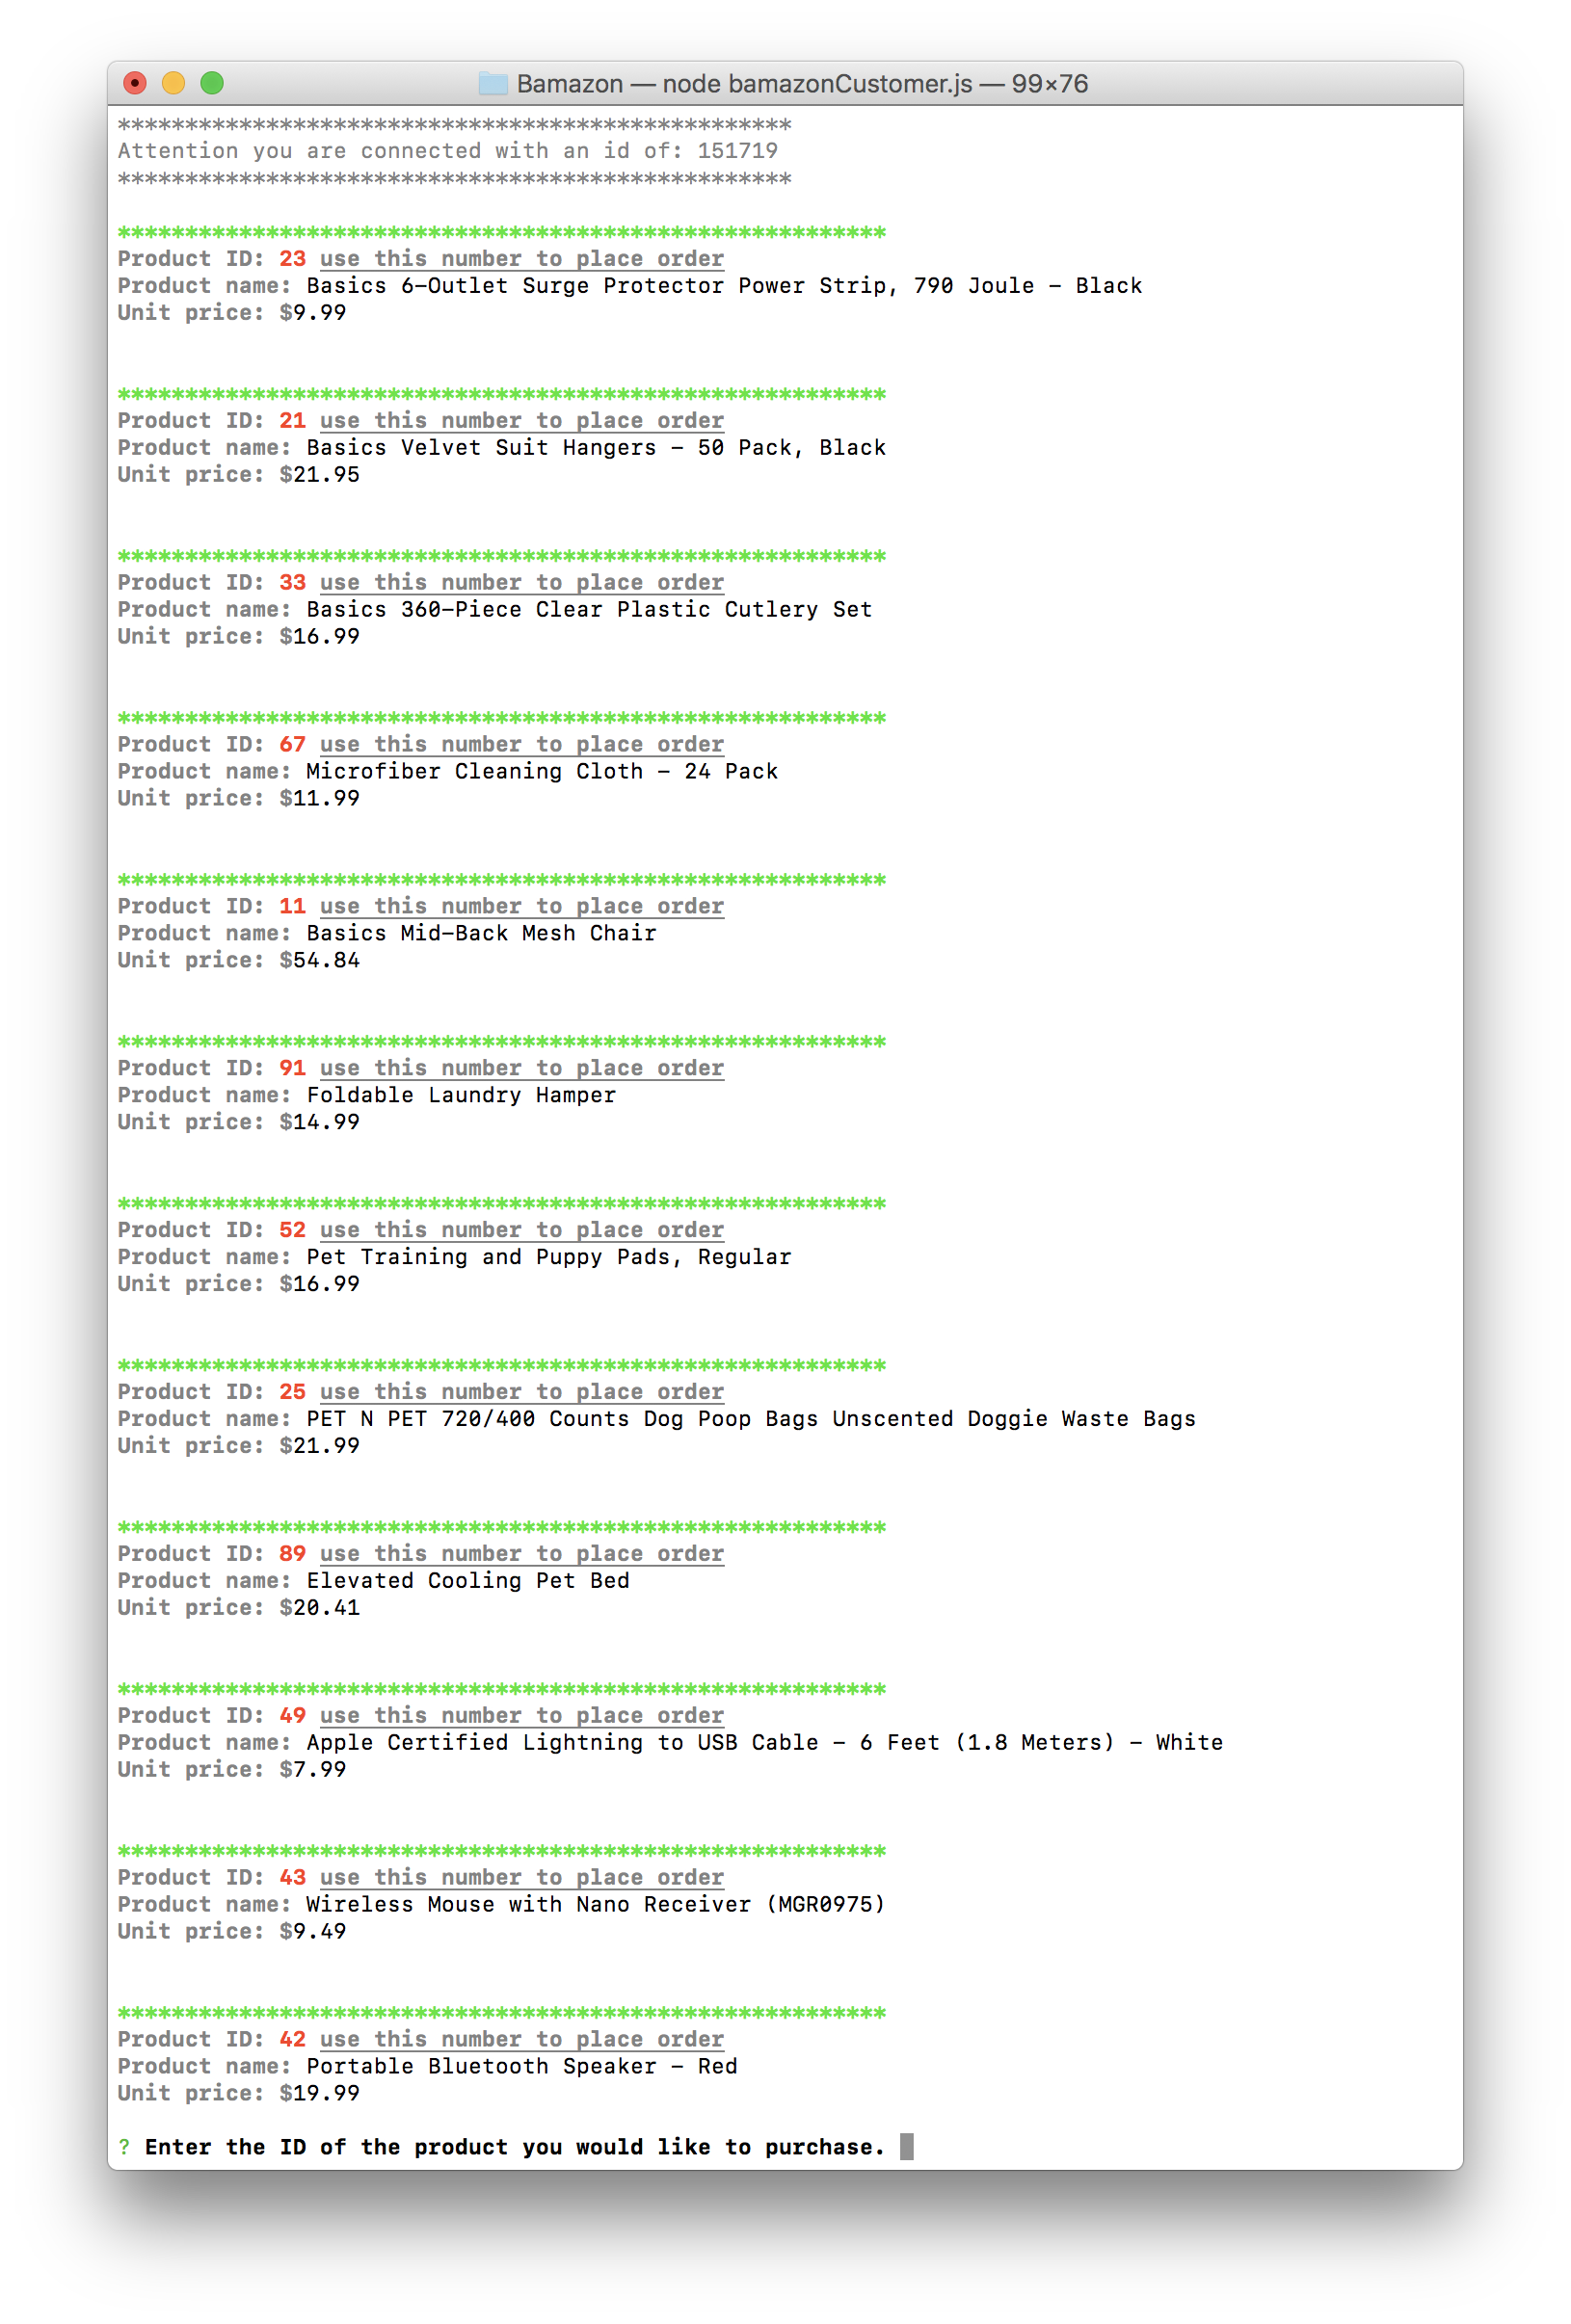 Bamazon — node bamazonCustomer.js — 99×76
**************************************************
Attention you are connected with an id of: 151719
**************************************************
*********************************************************
Product ID: 23 use this number to place order
Product name: Basics 6-Outlet Surge Protector Power Strip, 790 Joule - Black
Unit price: $9.99
*********************************************************
Product ID: 21 use this number to place order
Product name: Basics Velvet Suit Hangers - 50 Pack, Black
Unit price: $21.95
*********************************************************
Product ID: 33 use this number to place order
Product name: Basics 360-Piece Clear Plastic Cutlery Set
Unit price: $16.99
*********************************************************
Product ID: 67 use this number to place order
Product name: Microfiber Cleaning Cloth - 24 Pack
Unit price: $11.99
*********************************************************
Product ID: 11 use this number to place order
Product name: Basics Mid-Back Mesh Chair
Unit price: $54.84
*********************************************************
Product ID: 91 use this number to place order
Product name: Foldable Laundry Hamper
Unit price: $14.99
*********************************************************
Product ID: 52 use this number to place order
Product name: Pet Training and Puppy Pads, Regular
Unit price: $16.99
*********************************************************
Product ID: 25 use this number to place order
Product name: PET N PET 720/400 Counts Dog Poop Bags Unscented Doggie Waste Bags
Unit price: $21.99
*********************************************************
Product ID: 89 use this number to place order
Product name: Elevated Cooling Pet Bed
Unit price: $20.41
*********************************************************
Product ID: 49 use this number to place order
Product name: Apple Certified Lightning to USB Cable - 6 Feet (1.8 Meters) - White
Unit price: $7.99
*********************************************************
Product ID: 43 use this number to place order
Product name: Wireless Mouse with Nano Receiver (MGR0975)
Unit price: $9.49
*********************************************************
Product ID: 42 use this number to place order
Product name: Portable Bluetooth Speaker - Red
Unit price: $19.99
? Enter the ID of the product you would like to purchase.